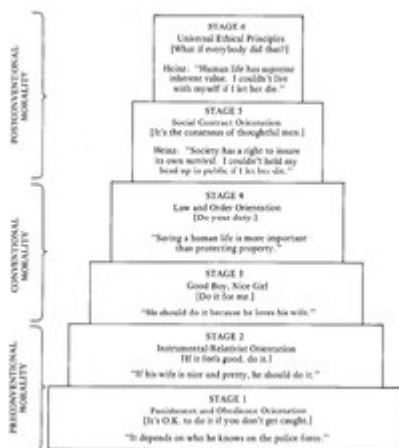 STAGE 6
Universal Ethical Principles
[What if everybody did that?]
Heinz: "Human life has supreme
inherent value. I couldn't live
with myself if I let her die."
STAGE 5
Social Contract Orientation
[It's the consensus of thoughtful men.]
Heinz: "Society has a right to insure
its own survival. I couldn't hold my
head up in public if I let her die."
STAGE 4
Law and Order Orientation
[Do your duty.]
"Saving a human life is more important
than protecting property."
STAGE 3
Good Boy, Nice Girl
[Do it for me.]
"He should do it because he loves his wife."
STAGE 2
Instrumental-Relativist Orientation
[If it feels good, do it.]
"If his wife is nice and pretty, he should do it."
STAGE 1
Punishment and Obedience Orientation
[It's O.K. to do it if you don't get caught.]
"It depends on who he knows on the police force."
POSTCONVENTIONAL
MORALITY
CONVENTIONAL
MORALITY
PRECONVENTIONAL
MORALITY